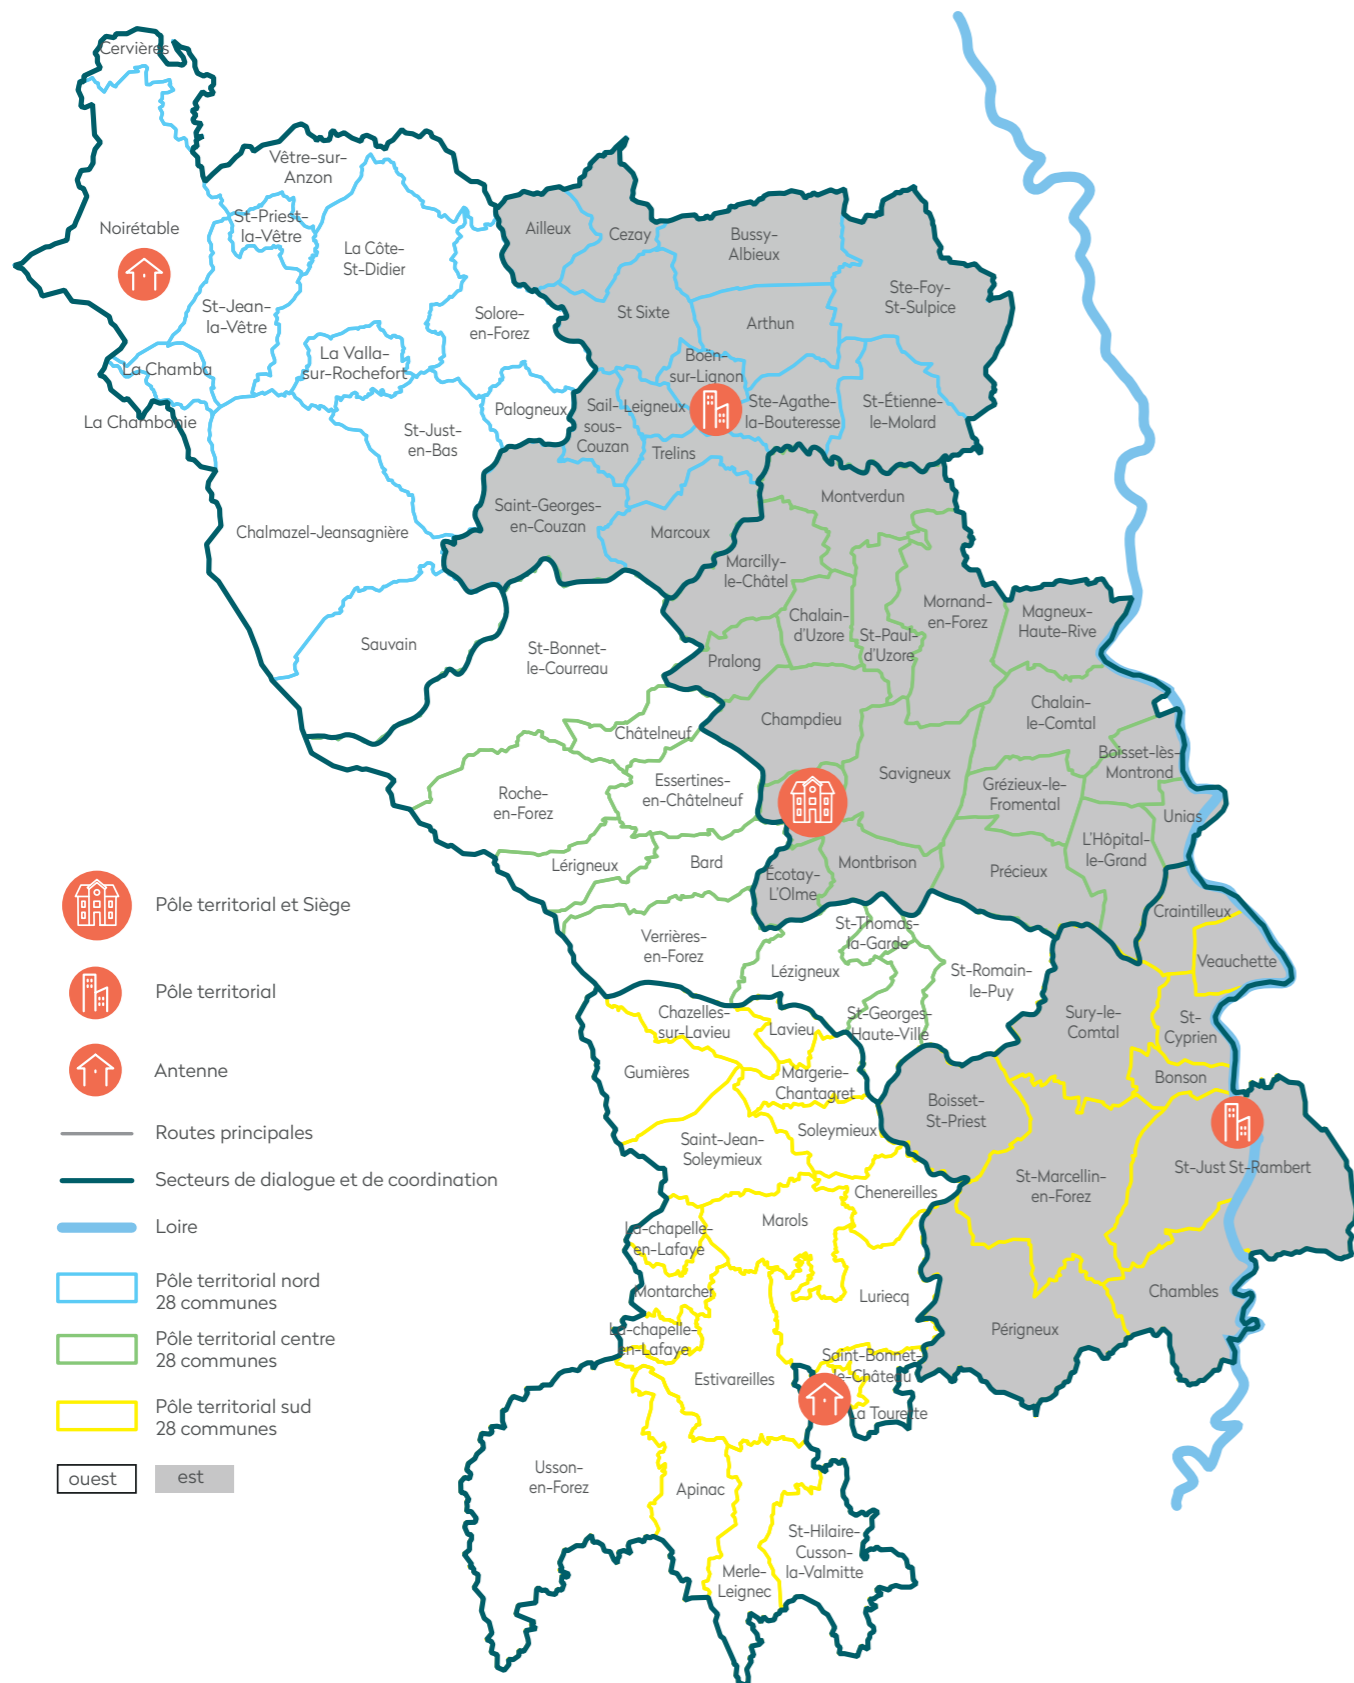 Cervières
Vêtre-sur-
Anzon
Noirétable
St-Priest-
la-Vêtre
La Côte-
St-Didier
St-Jean-
la-Vêtre
Solore-
en-Forez
La Valla-
sur-Rochefort
La Chamba
La Chambonie
Palogneux
St-Just-
en-Bas
Chalmazel-Jeansagnière
Sauvain
Ailleux
Cezay
Bussy-
Albieux
Ste-Foy-
St-Sulpice
St Sixte
Arthun
Boën-
sur-Lignon
Sail-
sous-
Couzan
Leigneux
Ste-Agathe-
la-Bouteresse
St-Étienne-
le-Molard
Trelins
Saint-Georges-
en-Couzan
Marcoux
Montverdun
Marcilly-
le-Châtel
Chalain-
d'Uzore
St-Paul-
d'Uzore
Mornand-
en-Forez
Magneux-
Haute-Rive
Pralong
St-Bonnet-
le-Courreau
Champdieu
Chalain-
le-Comtal
Châtelneuf
Boisset-lès-
Montrond
Essertines-
en-Châtelneuf
Savigneux
Grézieux-le-
Fromental
Roche-
en-Forez
Unias
L'Hôpital-
le-Grand
Lérigneux
Bard
Montbrison
Écotay-
L'Olme
Précieux
Verrières-
en-Forez
St-Thomas-
la-Garde
Lézigneux
St-Romain-
le-Puy
St-Georges-
Haute-Ville
Craintilleux
Veauchette
Chazelles-
sur-Lavieu
Lavieu
Sury-le-
Comtal
St-
Cyprien
Gumières
Margerie-
Chantagret
Bonson
Boisset-
St-Priest
Soleymieux
Saint-Jean-
Soleymieux
St-Marcellin-
en-Forez
St-Just St-Rambert
Chenereilles
Marols
La-chapelle-
en-Lafaye
Montarcher
Luriecq
Chambles
Périgneux
La-chapelle-
en-Lafaye
Estivareilles
Saint-Bonnet-
le-Château
La Tourette
Usson-
en-Forez
Apinac
St-Hilaire-
Cusson-
la-Valmitte
Merle-
Leignec
Pôle territorial et Siège
Pôle territorial
Antenne
Routes principales
Secteurs de dialogue et de coordination
Loire
Pôle territorial nord
28 communes
Pôle territorial centre
28 communes
Pôle territorial sud
28 communes
ouest
est